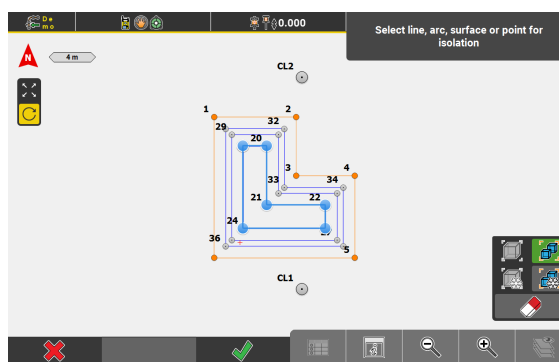 De
mo
0.000
Select line, arc, surface or point for
isolation
N
4 m
CL2
1
2
29
32
20
3
4
33
34
21
22
24
36
5
CL1